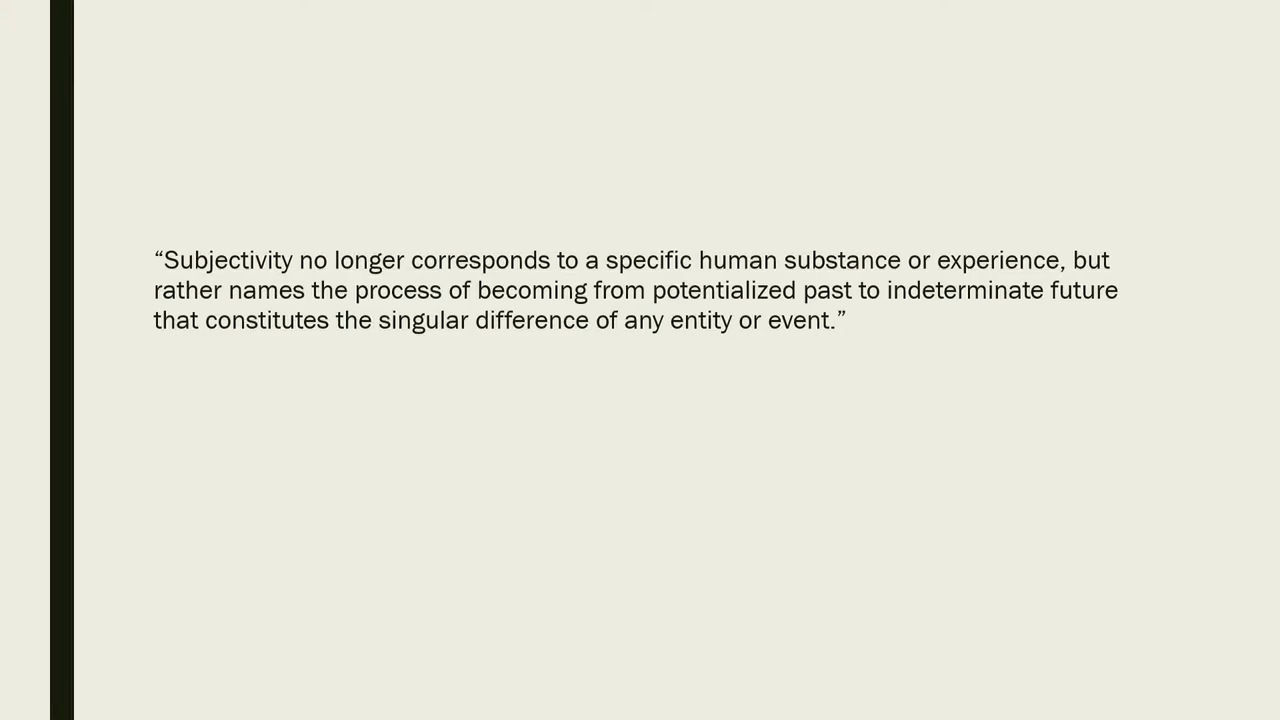 “Subjectivity no longer corresponds to a specific human substance or experience, but
rather names the process of becoming from potentialized past to indeterminate future
that constitutes the singular difference of any entity or event.”